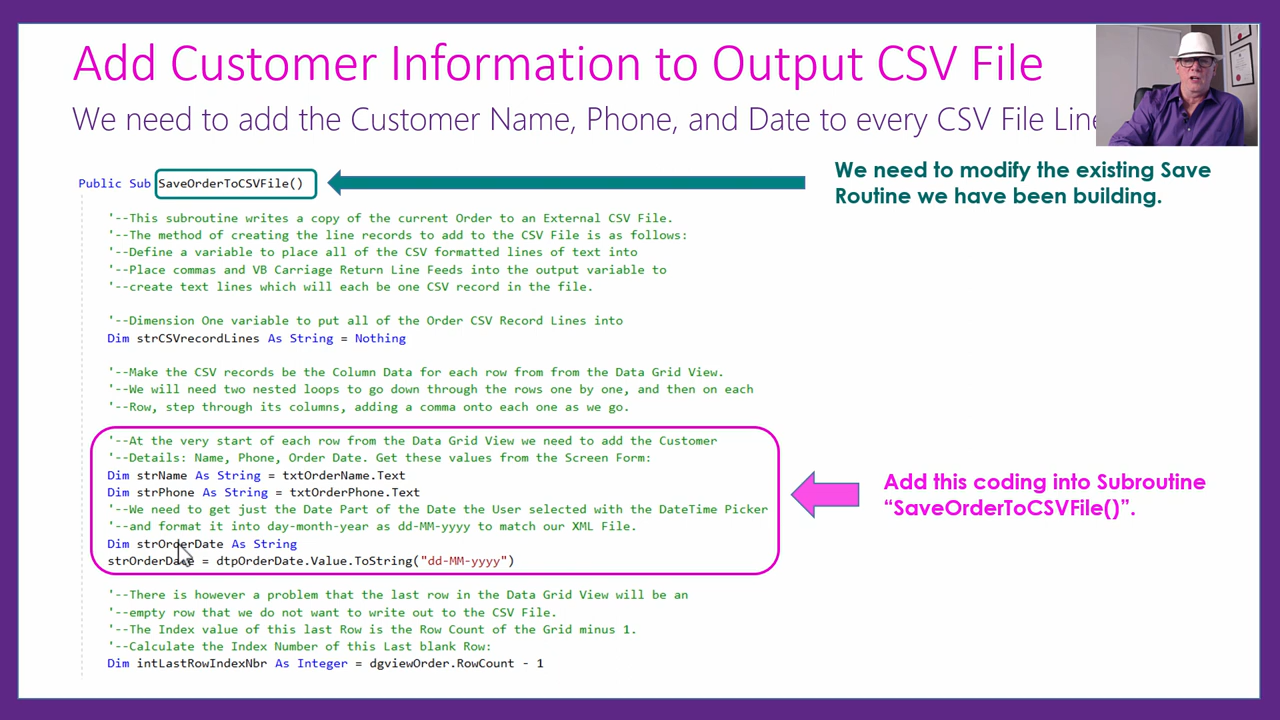 Add Customer Information to Output CSV File
We need to add the Customer Name, Phone, and Date to every CSV File Line
Public Sub SaveOrderToCSVFile()
We need to modify the existing Save
Routine we have been building.
'--This subroutine writes a copy of the current Order to an External CSV File.
'--The method of creating the line records to add to the CSV File is as follows:
'--Define a variable to place all of the CSV formatted lines of text into
'--Place commas and VB Carriage Return Line Feeds into the output variable to
'--create text lines which will each be one CSV record in the file.
'--Dimension One variable to put all of the Order CSV Record Lines into
Dim strCSVrecordLines As String = Nothing
'--Make the CSV records be the Column Data for each row from from the Data Grid View.
'--We will need two nested loops to go down through the rows one by one, and then on each
'--Row, step through its columns, adding a comma onto each one as we go.
'--At the very start of each row from the Data Grid View we need to add the Customer
'--Details: Name, Phone, Order Date. Get these values from the Screen Form:
Dim strName As String = txtOrderName.Text
Dim strPhone As String = txtOrderPhone.Text
'--We need to get just the Date Part of the Date the User selected with the DateTime Picker
'--and format it into day-month-year as dd-MM-yyyy to match our XML File.
Dim strOrderDate As String
strOrderDate = dtpOrderDate.Value.ToString("dd-MM-yyyy")
Add this coding into Subroutine
“SaveOrderToCSVFile()”.
'--There is however a problem that the last row in the Data Grid View will be an
'--empty row that we do not want to write out to the CSV File.
'--The Index value of this last Row is the Row Count of the Grid minus 1.
'--Calculate the Index Number of this Last blank Row:
Dim intLastRowIndexNbr As Integer = dgviewOrder.RowCount - 1